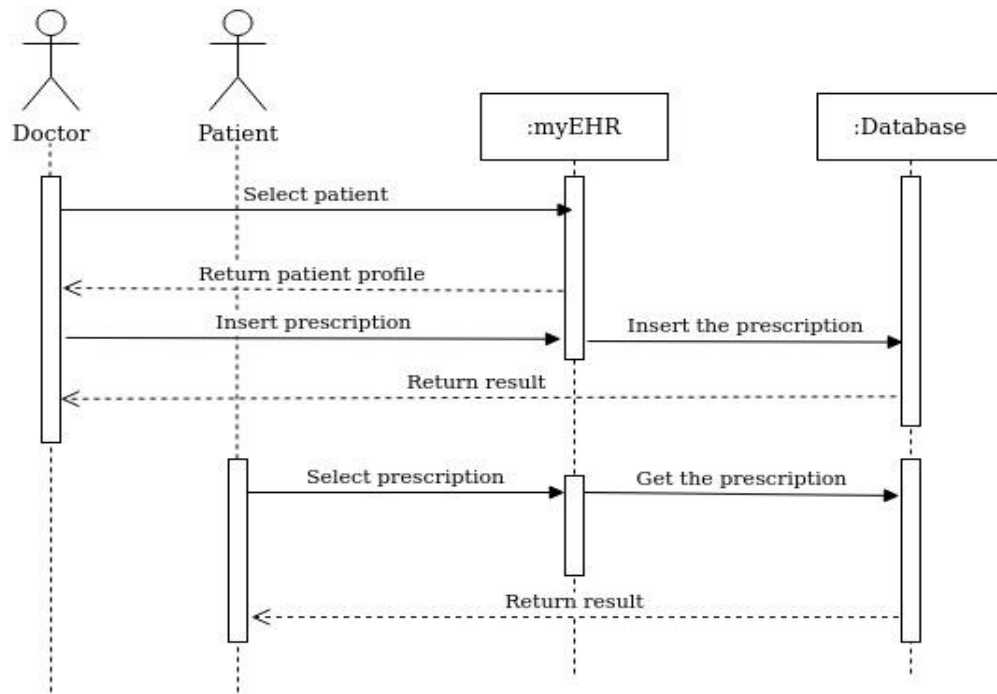 Doctor
Patient
:myEHR
:Database
Select patient
Return patient profile
Insert prescription
Insert the prescription
Return result
Select prescription
Get the prescription
Return result